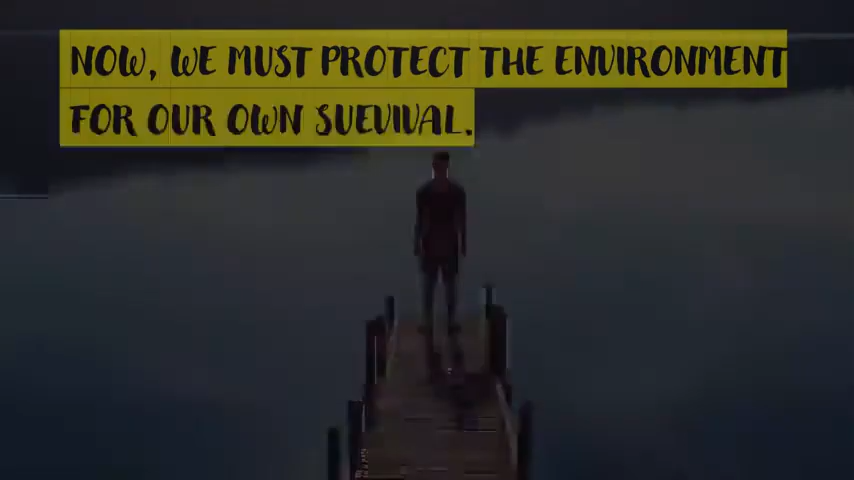 NOW, WE MUST PROTECT THE ENVIRONMENT
FOR OUR OWN SUEVIVAL.